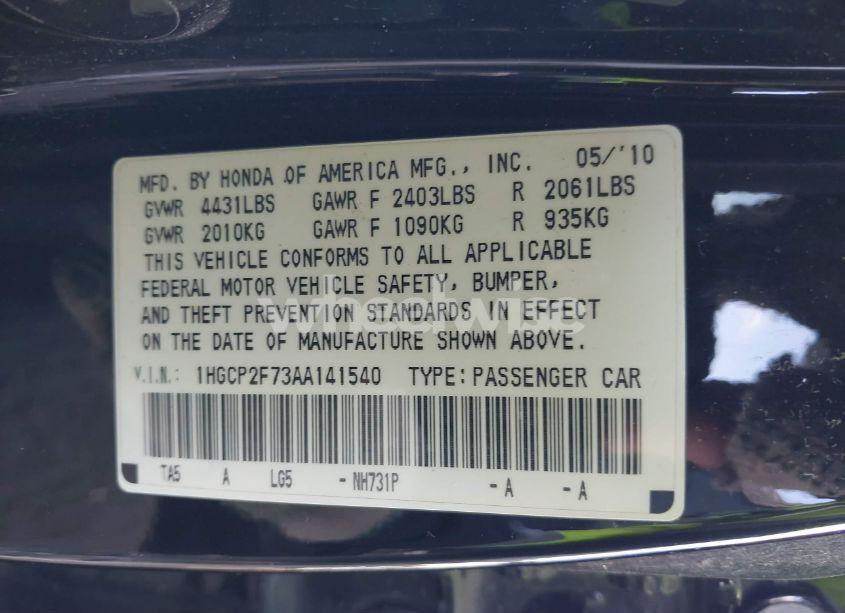 MFD. BY HONDA OF AMERICA MFG., INC. 05/'10
GVWR 4431LBS GAWR F 2403LBS R 2061LBS
GVWR 2010KG GAWR F 1090KG R 935KG
THIS VEHICLE CONFORMS TO ALL APPLICABLE
FEDERAL MOTOR VEHICLE SAFETY, BUMPER,
AND THEFT PREVENTION STANDARDS IN EFFECT
ON THE DATE OF MANUFACTURE SHOWN ABOVE.
V.I.N.: 1HGCP2F73AA141540 TYPE: PASSENGER CAR
TA5 A LG5 - NH731P - A - A